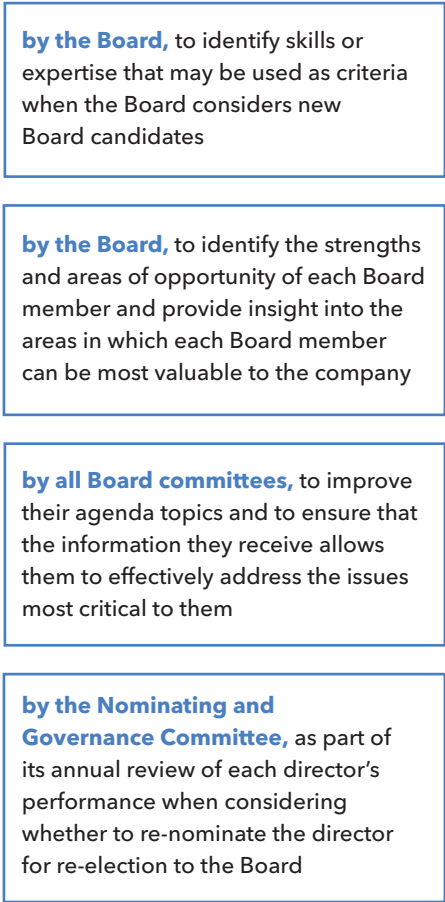 by the Board, to identify skills or
expertise that may be used as criteria
when the Board considers new
Board candidates
by the Board, to identify the strengths
and areas of opportunity of each Board
member and provide insight into the
areas in which each Board member
can be most valuable to the company
by all Board committees, to improve
their agenda topics and to ensure that
the information they receive allows
them to effectively address the issues
most critical to them
by the Nominating and
Governance Committee, as part of
its annual review of each director’s
performance when considering
whether to re-nominate the director
for re-election to the Board